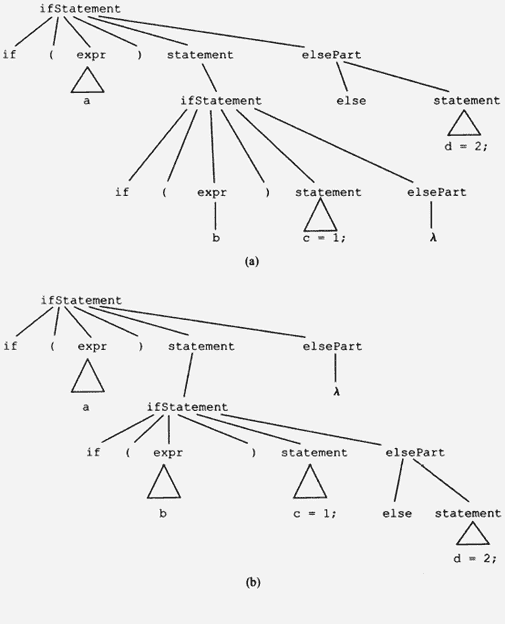 ifStatement
if ( expr ) statement elsePart
a
ifStatement else statement
d = 2;
if ( expr ) statement elsePart
b c = 1; λ
(a)
ifStatement
if ( expr ) statement elsePart
λ
a
ifStatement
if ( expr ) statement elsePart
b c = 1; else statement
d = 2;
(b)